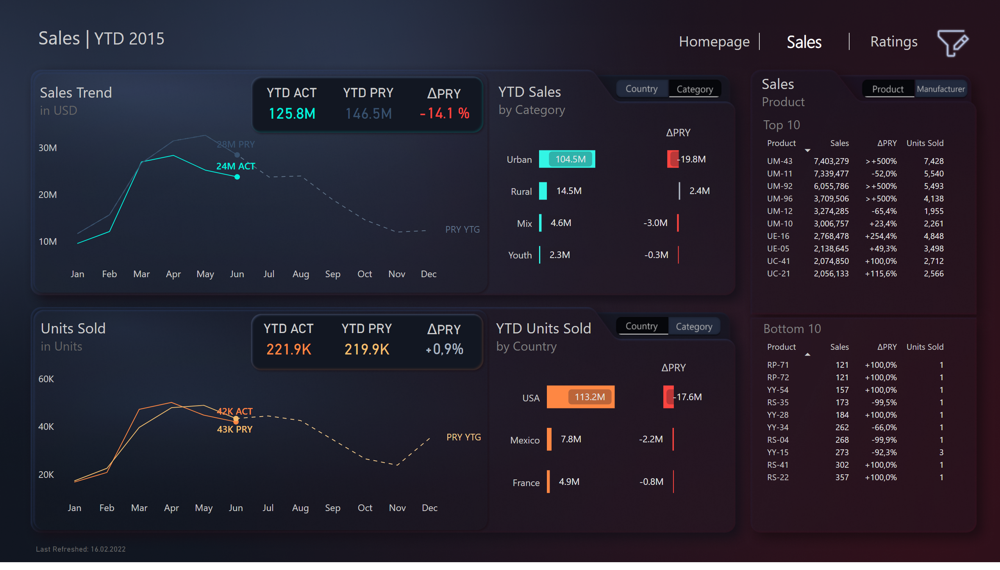 Sales | YTD 2015
Homepage | Sales | Ratings
Sales Trend
in USD
YTD ACT YTD PRY ΔPRY
125.8M 146.5M -14.1 %
30M
20M
10M
28M PRY
24M ACT
PRY YTG
Jan Feb Mar Apr May Jun Jul Aug Sep Oct Nov Dec
YTD Sales
by Category
Country Category
ΔPRY
Urban 104.5M -19.8M
Rural 14.5M 2.4M
Mix 4.6M -3.0M
Youth 2.3M -0.3M
Sales
Product
Product Manufacturer
Top 10
Product Sales ΔPRY Units Sold
UM-43 7,403,279 >+500% 7,428
UM-11 7,339,477 -52,0% 5,540
UM-92 6,055,786 >+500% 5,493
UM-96 3,709,506 >+500% 4,138
UM-12 3,274,285 -65,4% 1,955
UM-10 3,006,757 +23,4% 2,261
UE-16 2,768,478 +254,4% 4,848
UE-05 2,138,645 +49,3% 3,498
UC-41 2,074,850 +100,0% 2,712
UC-21 2,056,133 +115,6% 2,566
Units Sold
in Units
YTD ACT YTD PRY ΔPRY
221.9K 219.9K +0,9%
60K
40K
20K
42K ACT
43K PRY
PRY YTG
Jan Feb Mar Apr May Jun Jul Aug Sep Oct Nov Dec
YTD Units Sold
by Country
Country Category
ΔPRY
USA 113.2M -17.6M
Mexico 7.8M -2.2M
France 4.9M -0.8M
Bottom 10
Product Sales ΔPRY Units Sold
RP-71 121 +100,0% 1
RP-72 121 +100,0% 1
YY-54 157 +100,0% 1
RS-35 173 -99,5% 1
YY-28 184 +100,0% 1
YY-34 262 -66,0% 1
RS-04 268 -99,9% 1
YY-15 273 -92,3% 3
RS-41 302 +100,0% 1
RS-22 357 +100,0% 1
Last Refreshed: 16.02.2022